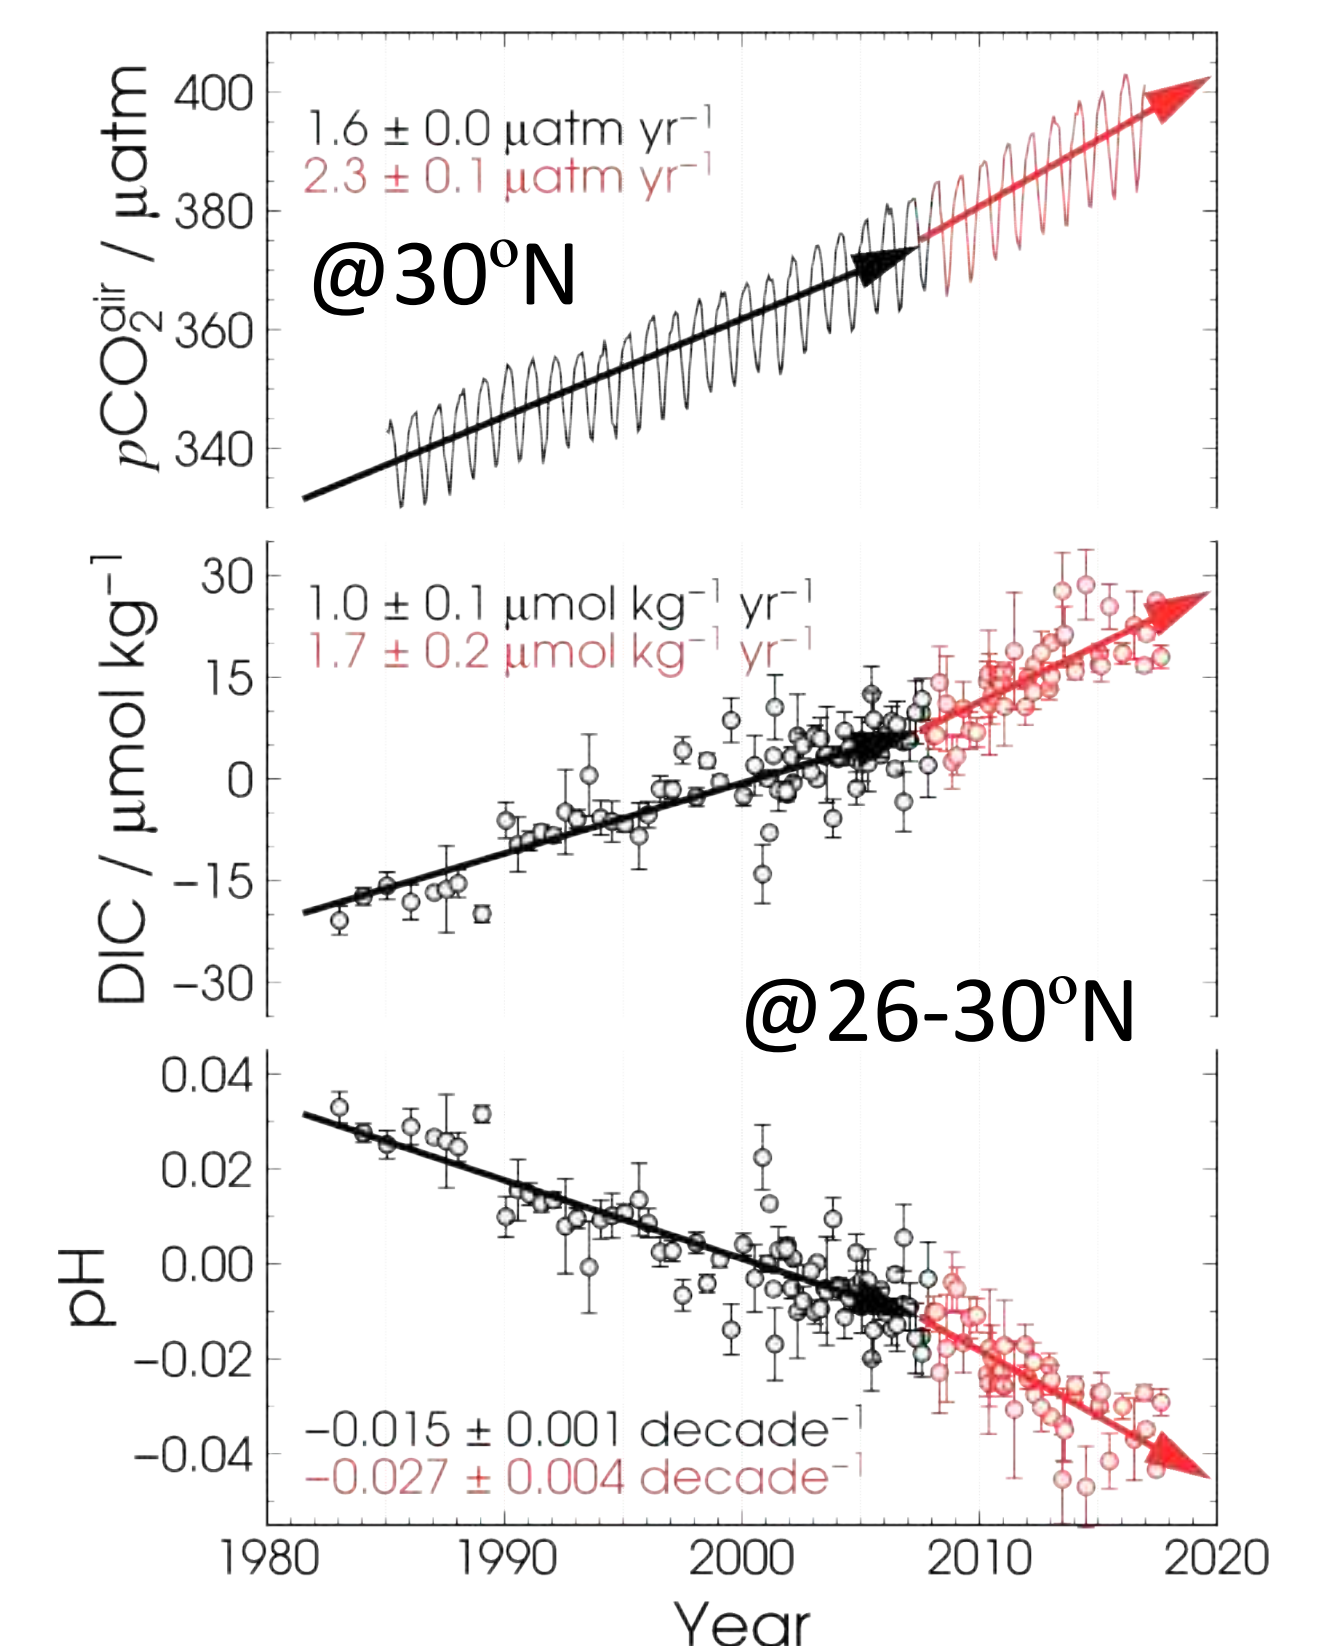 pCO₂ᵃⁱʳ / µatm
400
380
360
340
1.6 ± 0.0 µatm yr⁻¹
2.3 ± 0.1 µatm yr⁻¹
@30ºN
DIC / µmol kg⁻¹
30
15
0
−15
−30
1.0 ± 0.1 µmol kg⁻¹ yr⁻¹
1.7 ± 0.2 µmol kg⁻¹ yr⁻¹
@26-30ºN
pH
0.04
0.02
0.00
−0.02
−0.04
−0.015 ± 0.001 decade⁻¹
−0.027 ± 0.004 decade⁻¹
1980 1990 2000 2010 2020
Year